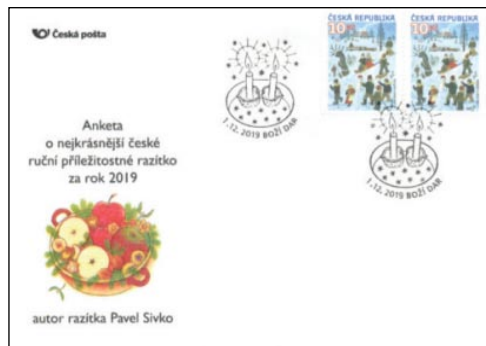 Česká pošta
ČESKÁ REPUBLIKA
10
ČESKÁ REPUBLIKA
10
1.12.2019 BOŽÍ DAR
1.12.2019 BOŽÍ DAR
Anketa
o nejkrásnější české
ruční příležitostné razítko
za rok 2019
autor razítka Pavel Sivko